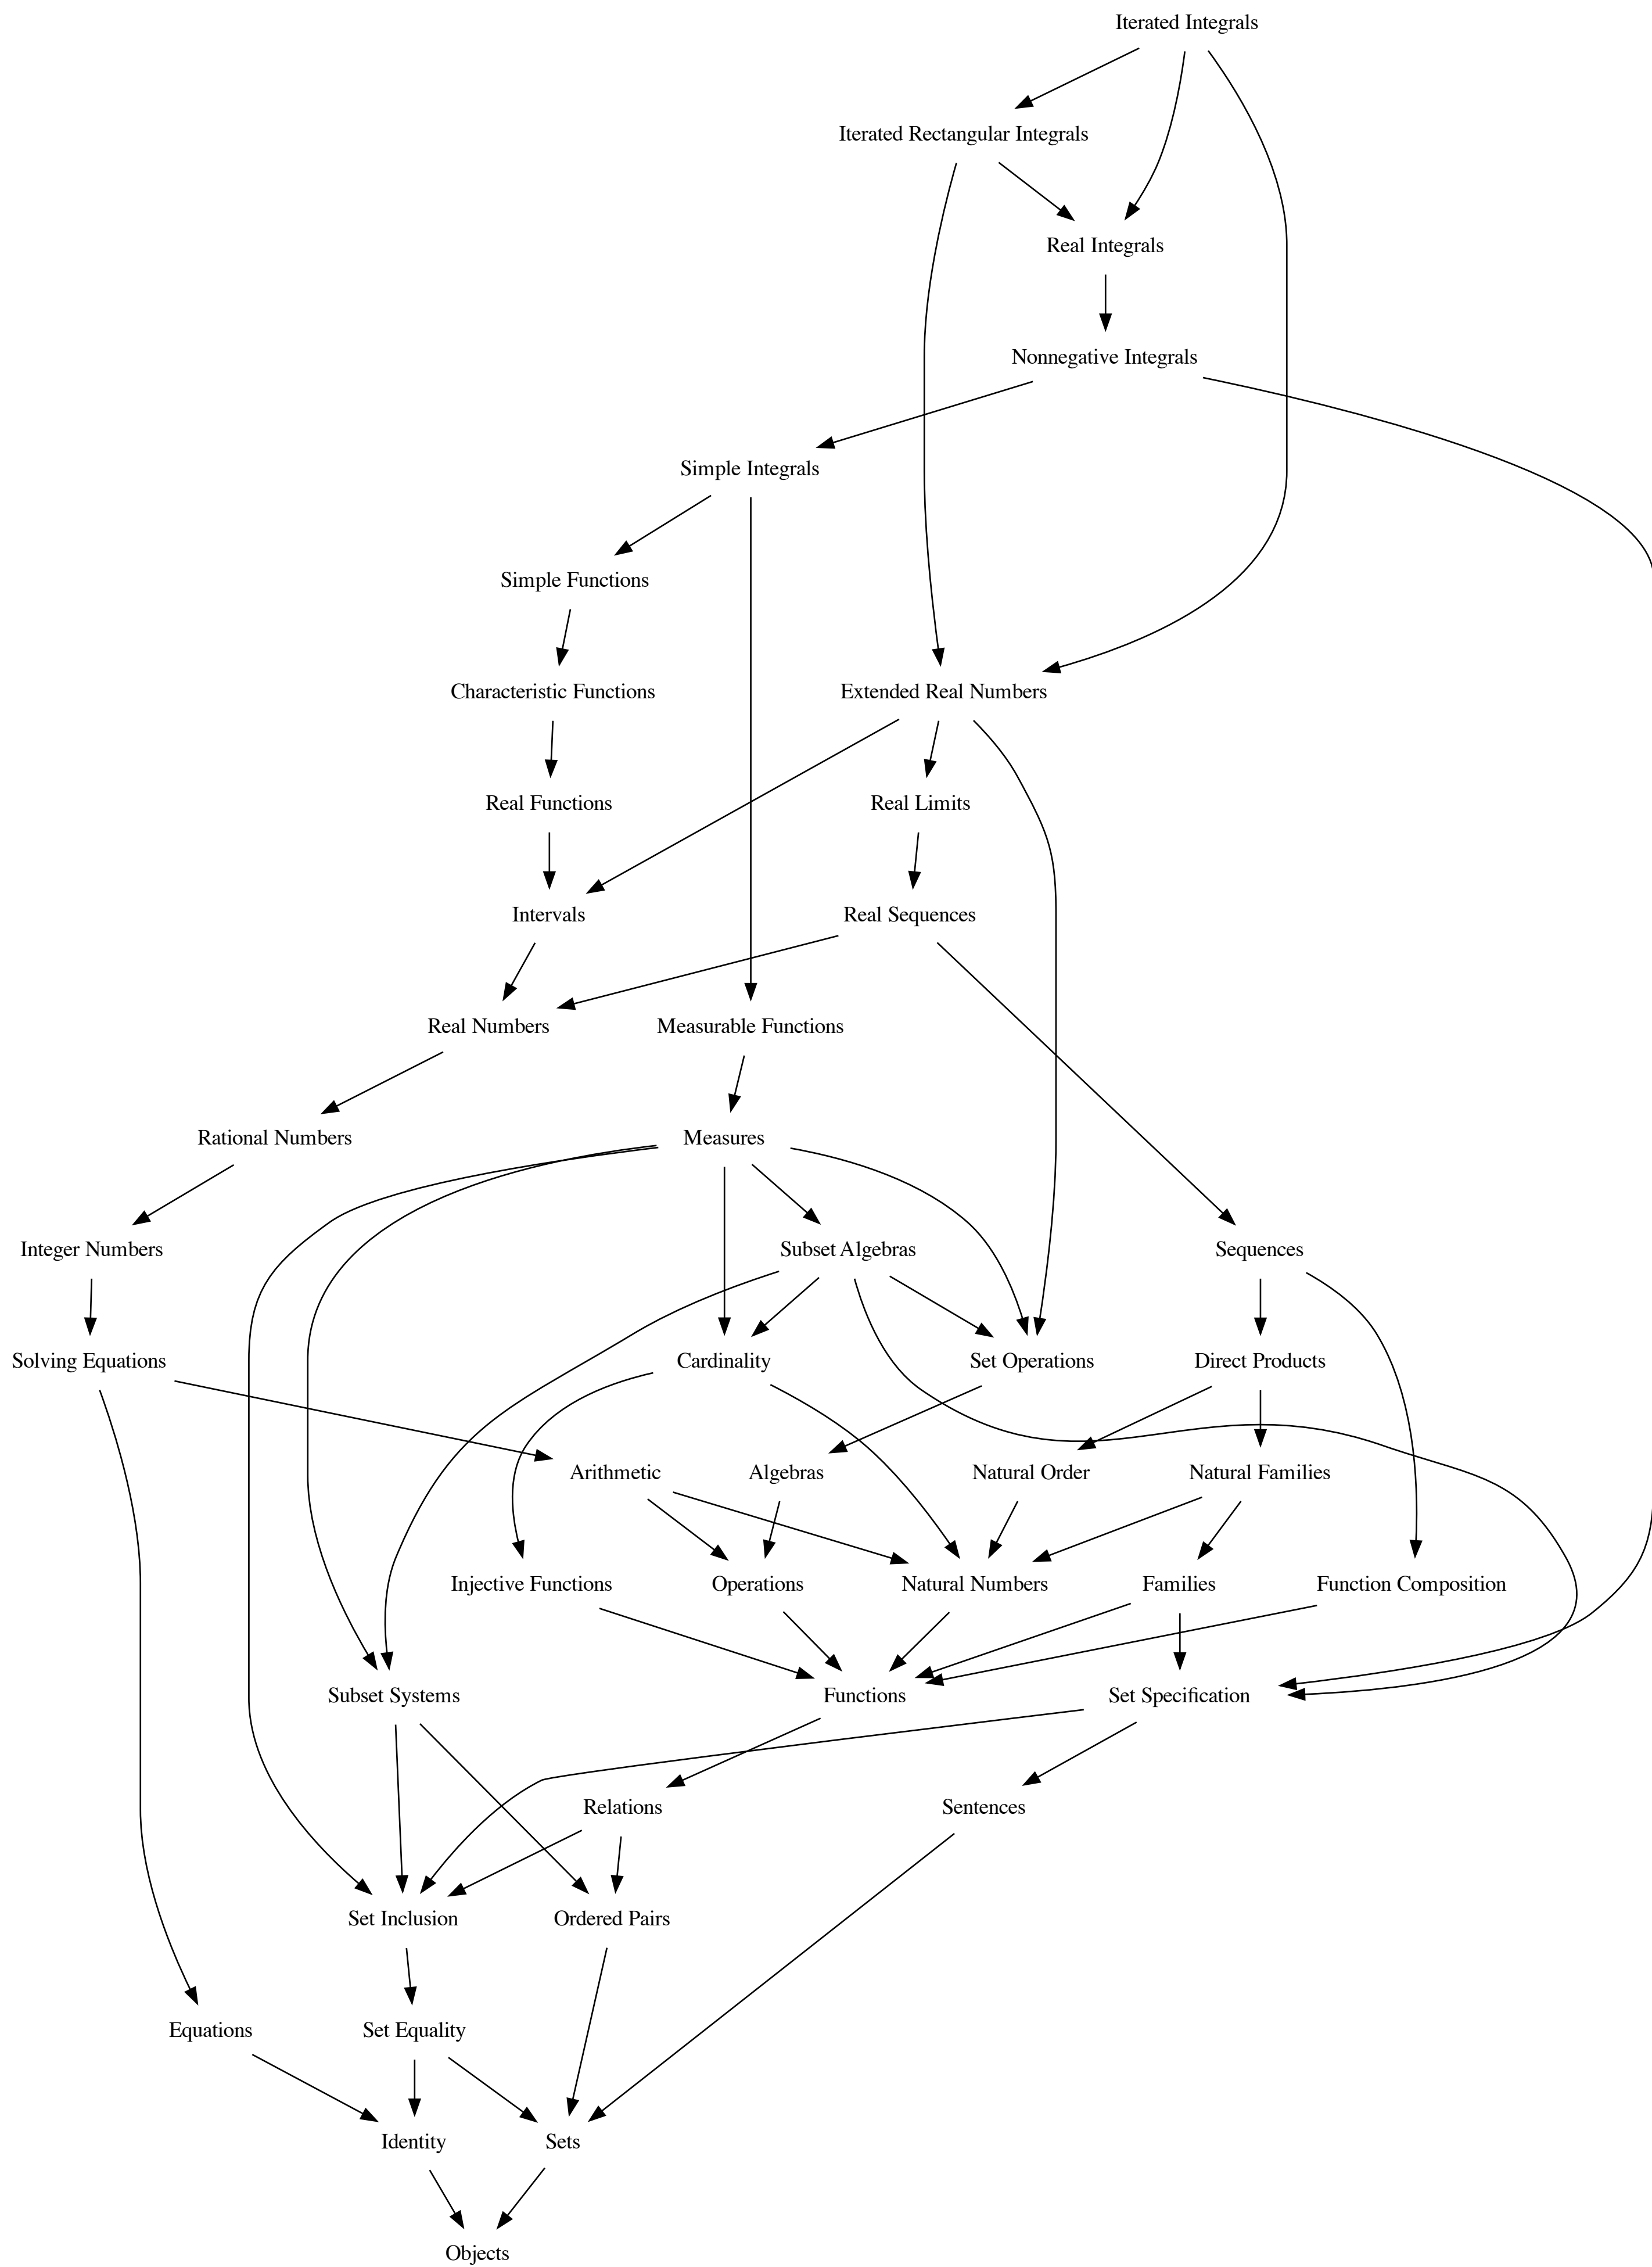 Iterated Integrals
Iterated Rectangular Integrals
Real Integrals
Nonnegative Integrals
Simple Integrals
Simple Functions
Characteristic Functions
Extended Real Numbers
Real Functions
Real Limits
Intervals
Real Sequences
Real Numbers
Measurable Functions
Rational Numbers
Measures
Integer Numbers
Subset Algebras
Sequences
Solving Equations
Cardinality
Set Operations
Direct Products
Arithmetic
Algebras
Natural Order
Natural Families
Injective Functions
Operations
Natural Numbers
Families
Function Composition
Subset Systems
Functions
Set Specification
Relations
Sentences
Set Inclusion
Ordered Pairs
Equations
Set Equality
Identity
Sets
Objects